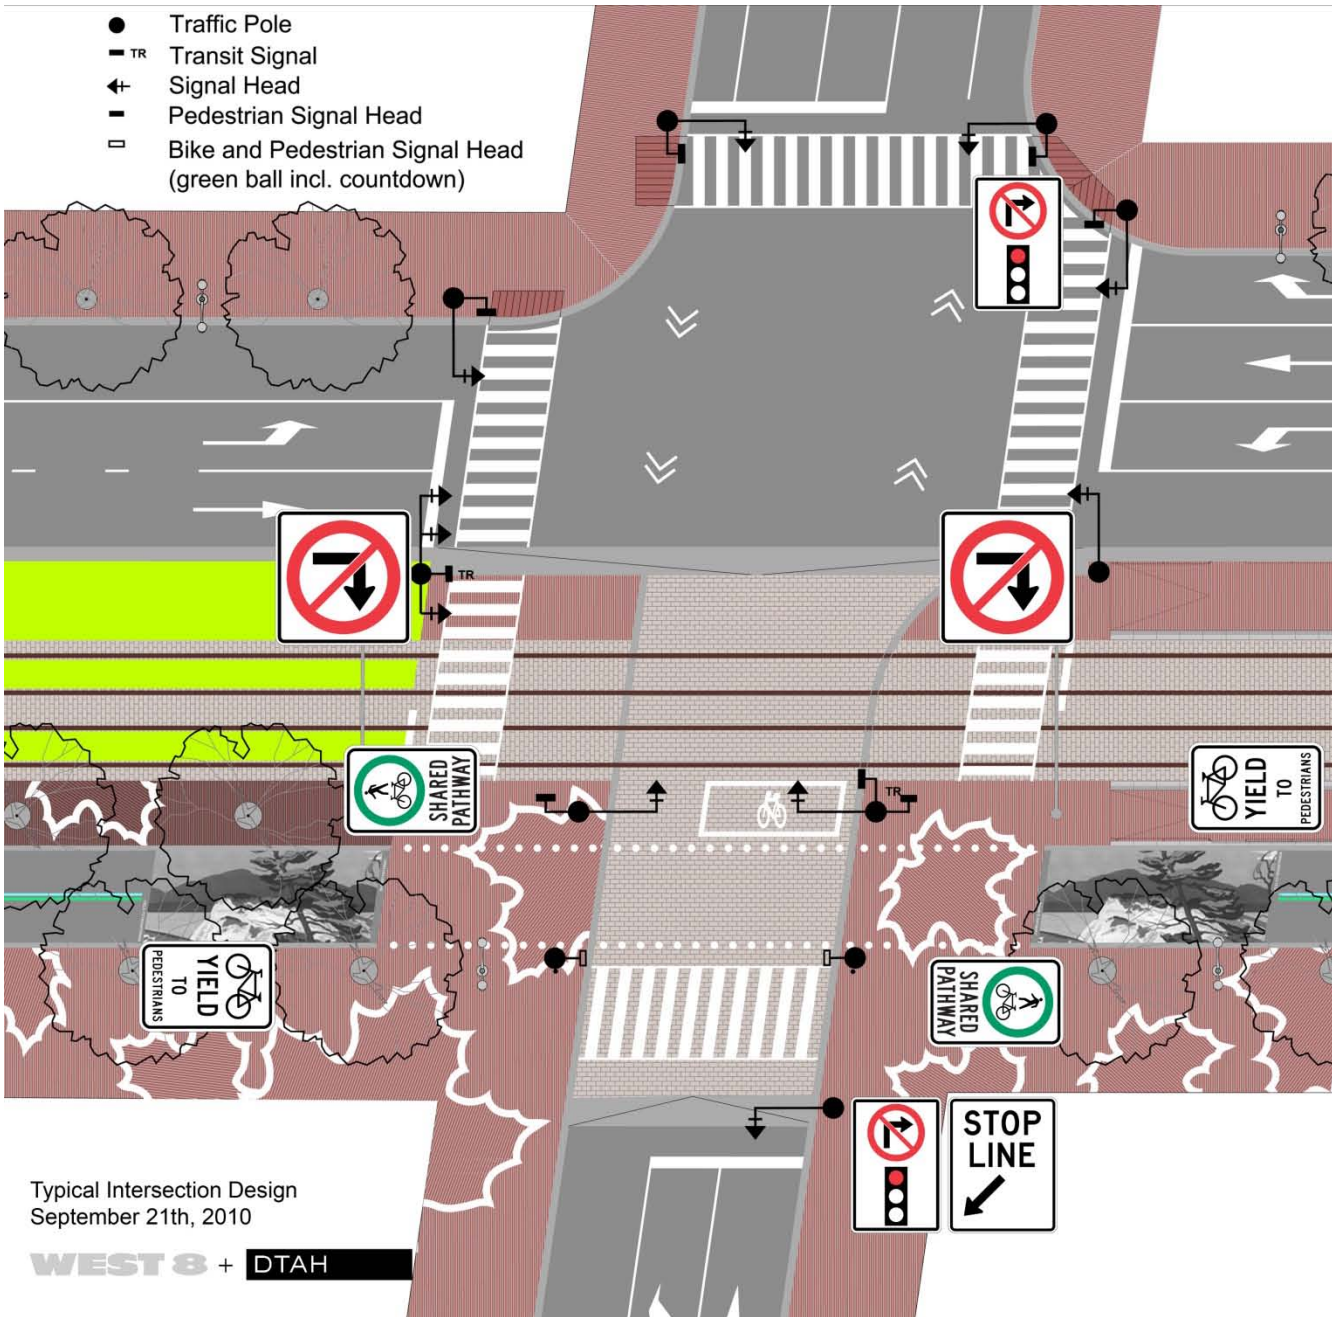 Traffic Pole
TR Transit Signal
Signal Head
Pedestrian Signal Head
Bike and Pedestrian Signal Head
(green ball incl. countdown)
TR
SHARED
PATHWAY
TR
YIELD
TO
PEDESTRIANS
YIELD
TO
PEDESTRIANS
SHARED
PATHWAY
STOP
LINE
Typical Intersection Design
September 21th, 2010
WEST 8 + DTAH